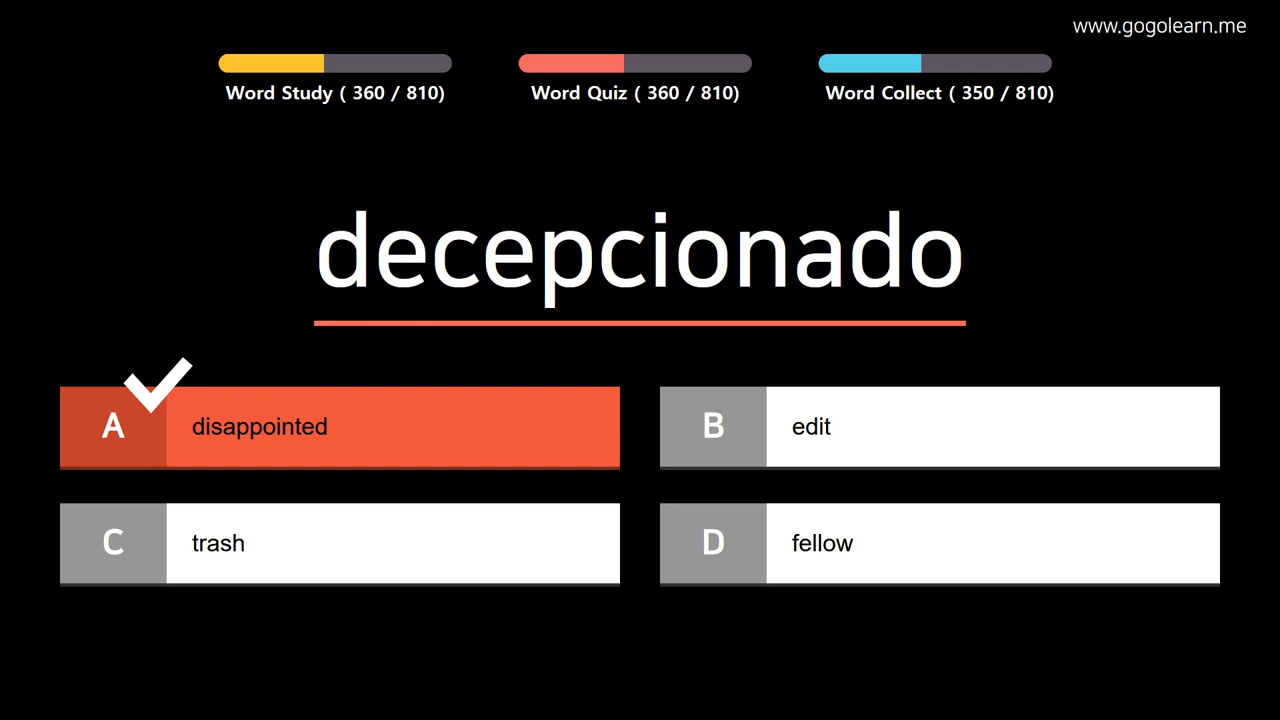 www.gogolearn.me
Word Study ( 360 / 810)
Word Quiz ( 360 / 810)
Word Collect ( 350 / 810)
decepcionado
A disappointed
B edit
C trash
D fellow